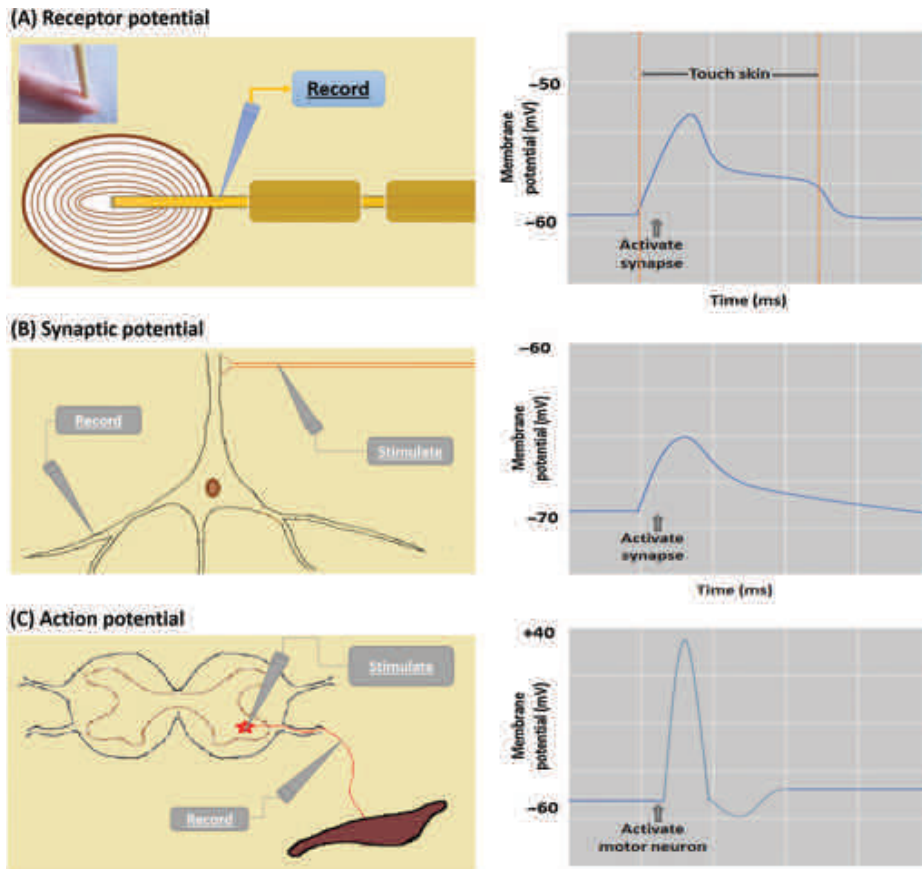 (A) Receptor potential
Record
Membrane
potential (mV)
−50
Touch skin
−60
Activate
synapse
Time (ms)
(B) Synaptic potential
Record
Stimulate
Membrane
potential (mV)
−60
−70
Activate
synapse
Time (ms)
(C) Action potential
Stimulate
Record
Membrane
potential (mV)
+40
−60
Activate
motor neuron